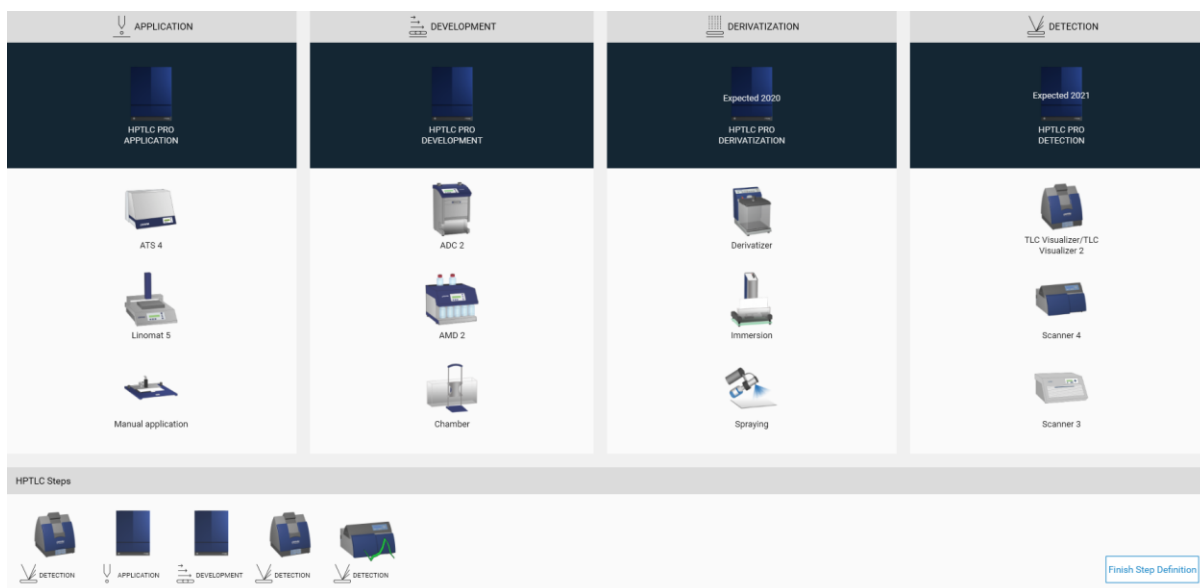 APPLICATION
DEVELOPMENT
DERIVATIZATION
DETECTION
HPTLC PRO
APPLICATION
HPTLC PRO
DEVELOPMENT
Expected 2020
HPTLC PRO
DERIVATIZATION
Expected 2021
HPTLC PRO
DETECTION
ATS 4
ADC 2
Derivatizer
TLC Visualizer/TLC
Visualizer 2
Linomat 5
AMD 2
Immersion
Scanner 4
Manual application
Chamber
Spraying
Scanner 3
HPTLC Steps
DETECTION
APPLICATION
DEVELOPMENT
DETECTION
DETECTION
Finish Step Definition